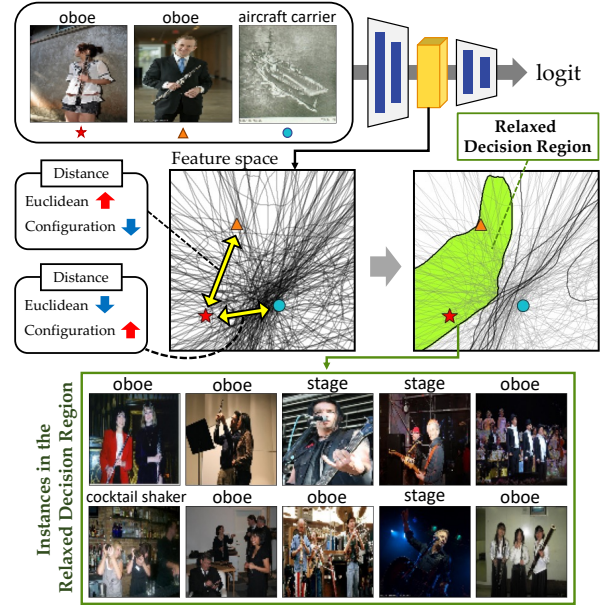 oboe
oboe
aircraft carrier
logit
Relaxed
Decision Region
Feature space
Distance
Euclidean
Configuration
Distance
Euclidean
Configuration
Instances in the
Relaxed Decision Region
oboe
oboe
stage
stage
oboe
cocktail shaker
oboe
oboe
stage
oboe